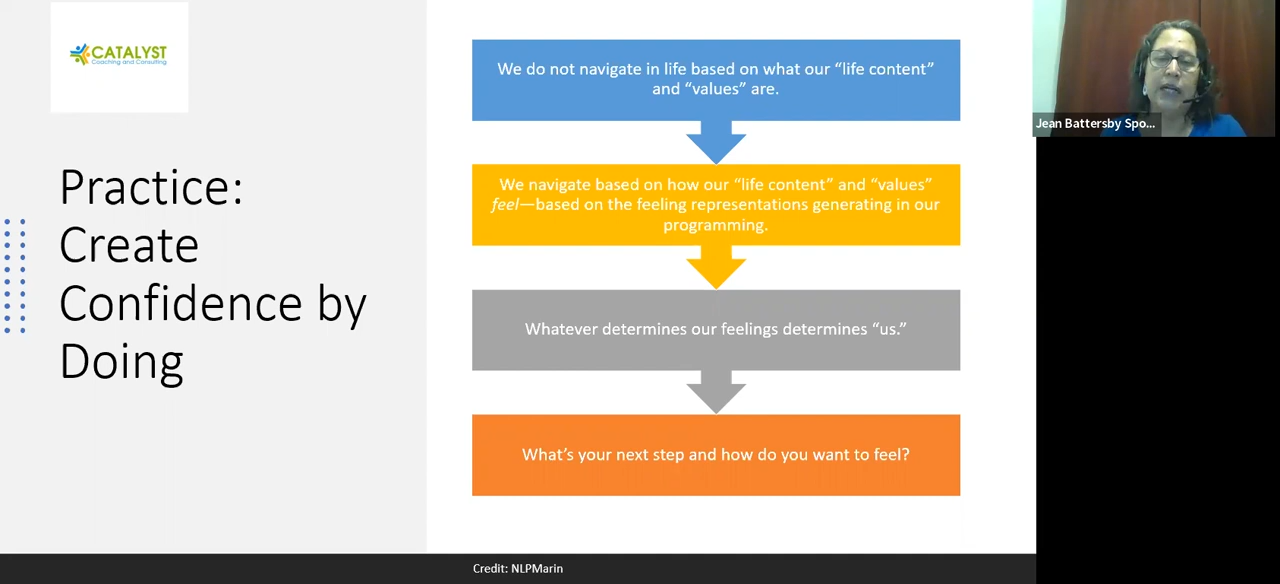 CATALYST
Coaching and Consulting
Practice:
Create
Confidence by
Doing
We do not navigate in life based on what our “life content”
and “values” are.
We navigate based on how our “life content” and “values”
feel—based on the feeling representations generating in our
programming.
Whatever determines our feelings determines “us.”
What’s your next step and how do you want to feel?
Credit: NLPMarin
Jean Battersby Spo...